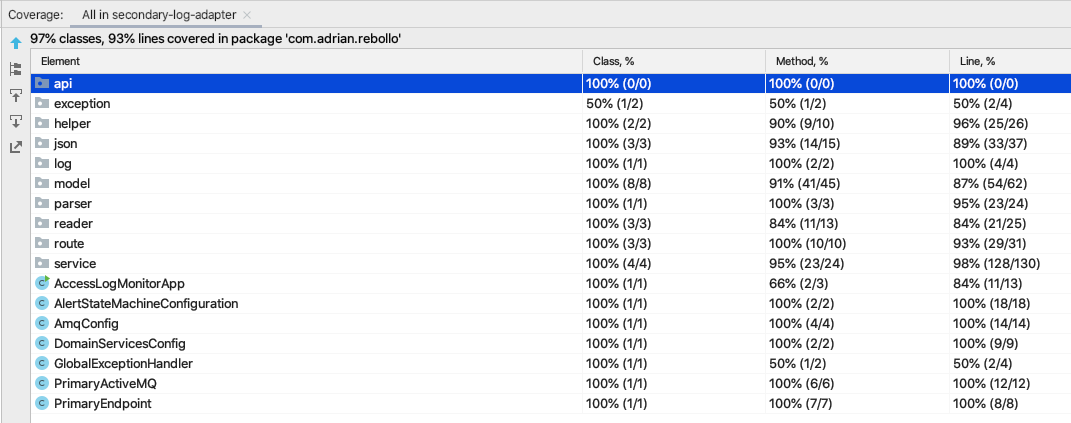 Coverage: All in secondary-log-adapter
97% classes, 93% lines covered in package 'com.adrian.rebollo'
Element Class, % Method, % Line, %
api 100% (0/0) 100% (0/0) 100% (0/0)
exception 50% (1/2) 50% (1/2) 50% (2/4)
helper 100% (2/2) 90% (9/10) 96% (25/26)
json 100% (3/3) 93% (14/15) 89% (33/37)
log 100% (1/1) 100% (2/2) 100% (4/4)
model 100% (8/8) 91% (41/45) 87% (54/62)
parser 100% (1/1) 100% (3/3) 95% (23/24)
reader 100% (3/3) 84% (11/13) 84% (21/25)
route 100% (3/3) 100% (10/10) 93% (29/31)
service 100% (4/4) 95% (23/24) 98% (128/130)
C AccessLogMonitorApp 100% (1/1) 66% (2/3) 84% (11/13)
C AlertStateMachineConfiguration 100% (1/1) 100% (2/2) 100% (18/18)
C AmqConfig 100% (1/1) 100% (4/4) 100% (14/14)
C DomainServicesConfig 100% (1/1) 100% (2/2) 100% (9/9)
C GlobalExceptionHandler 100% (1/1) 50% (1/2) 50% (2/4)
C PrimaryActiveMQ 100% (1/1) 100% (6/6) 100% (12/12)
C PrimaryEndpoint 100% (1/1) 100% (7/7) 100% (8/8)